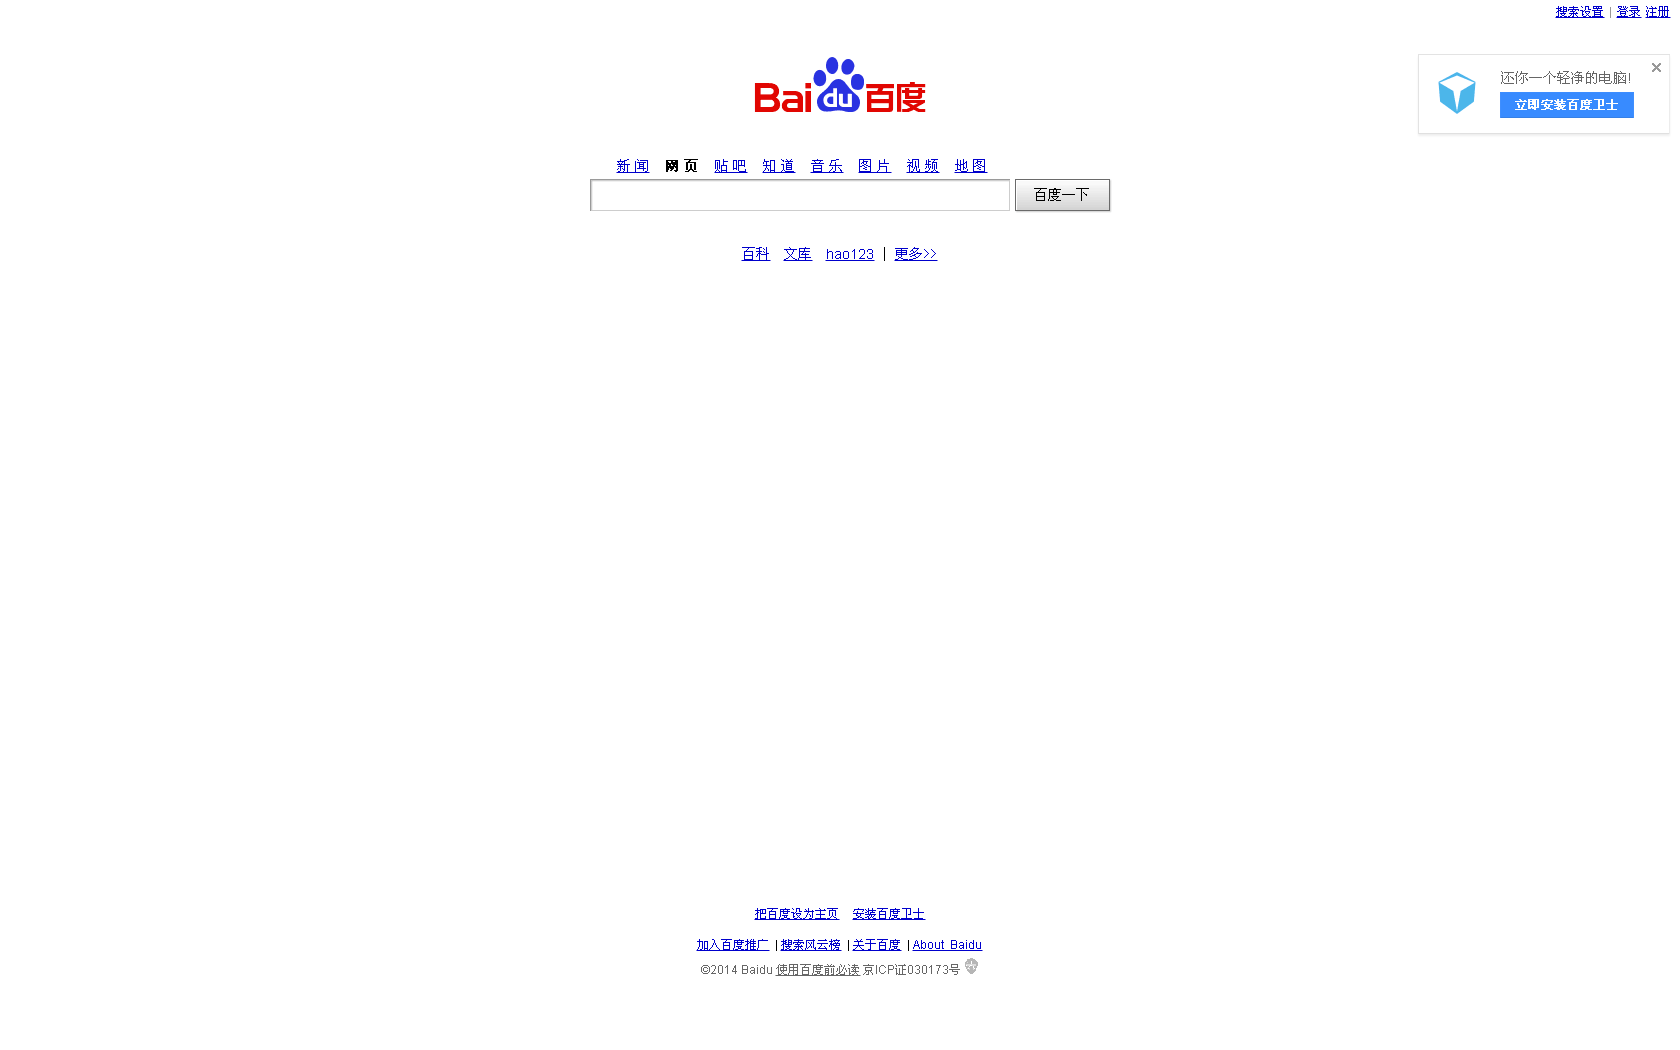 搜索设置 | 登录 注册
Baidu百度
还你一个轻净的电脑!
立即安装百度卫士
新 闻 网 页 贴 吧 知 道 音 乐 图 片 视 频 地 图
百度一下
百科 文库 hao123 | 更多>>
把百度设为主页 安装百度卫士
加入百度推广 | 搜索风云榜 | 关于百度 | About Baidu
©2014 Baidu 使用百度前必读 京ICP证030173号